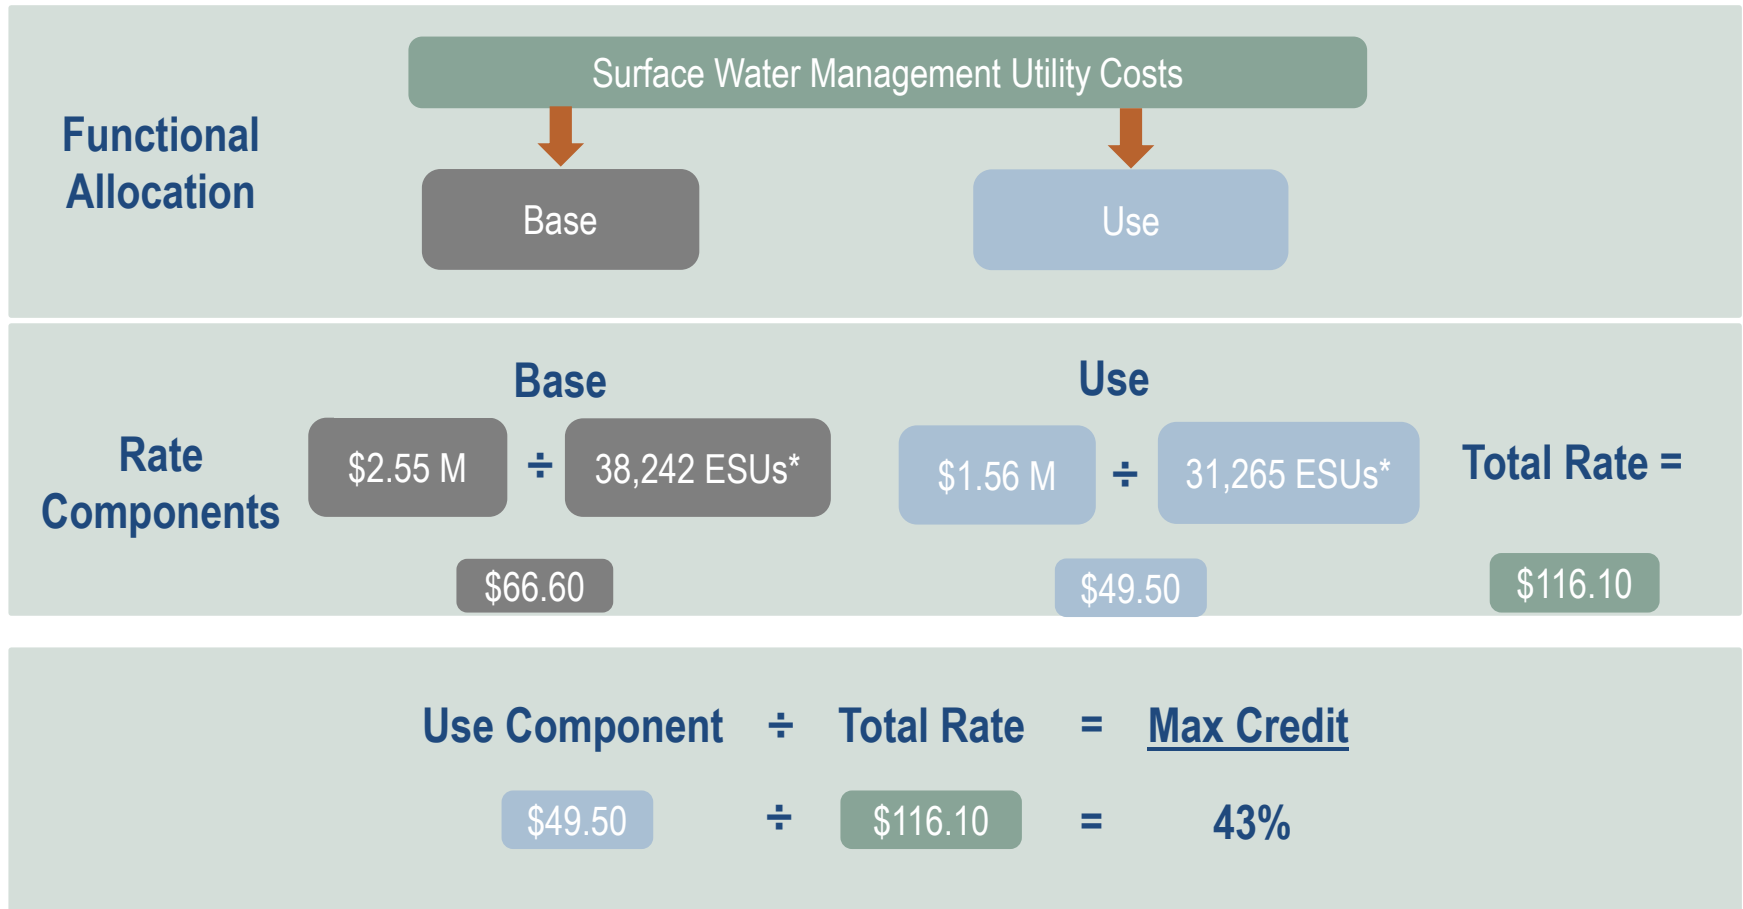 Surface Water Management Utility Costs
Functional
Allocation
Base
Use
Base
Use
Rate
Components
$2.55 M
÷
38,242 ESUs*
$1.56 M
÷
31,265 ESUs*
Total Rate =
$66.60
$49.50
$116.10
Use Component ÷ Total Rate = Max Credit
$49.50 ÷ $116.10 = 43%